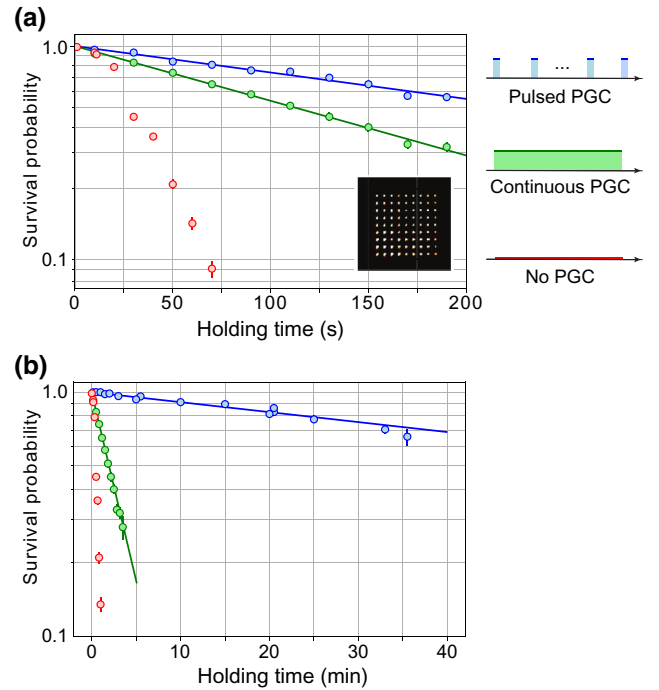 (a)
1.0
0.1
Survival probability
0
50
100
150
200
Holding time (s)
...
Pulsed PGC
Continuous PGC
No PGC
(b)
1.0
0.1
Survival probability
0
10
20
30
40
Holding time (min)